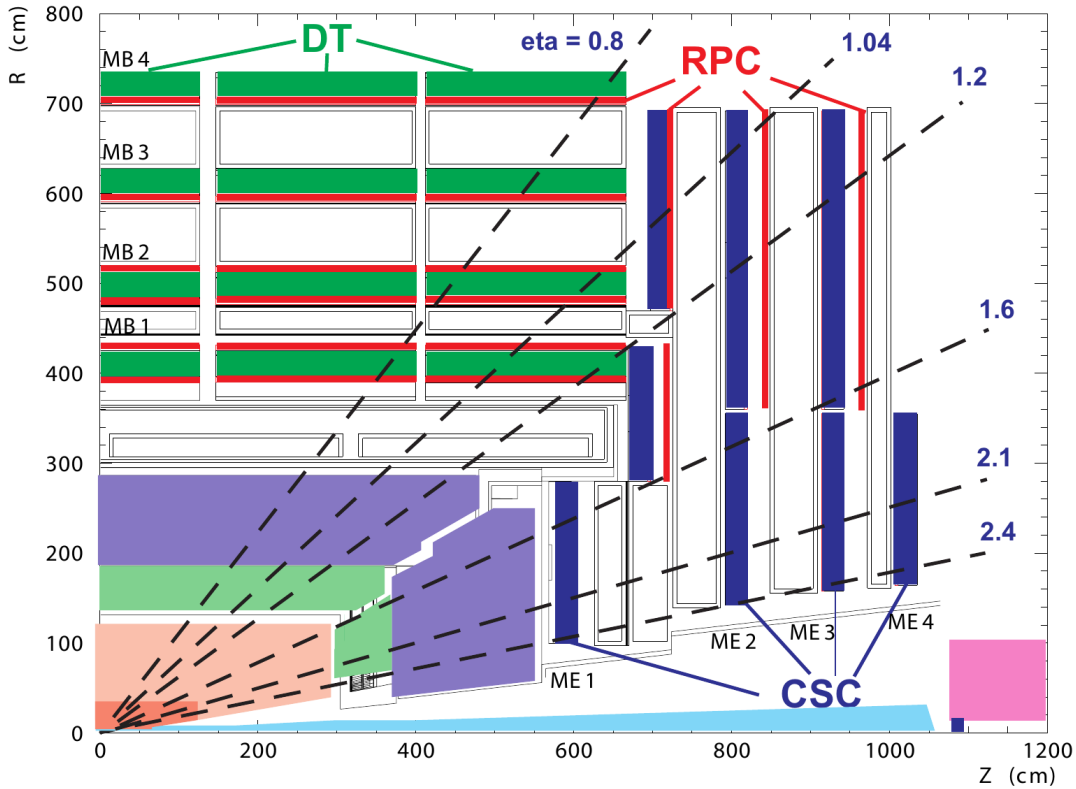 R (cm)
800
700
600
500
400
300
200
100
0
MB 4
MB 3
MB 2
MB 1
DT
eta = 0.8
RPC
1.04
1.2
1.6
2.1
2.4
ME 1
ME 2
ME 3
ME 4
CSC
0
200
400
600
800
1000
1200
Z (cm)